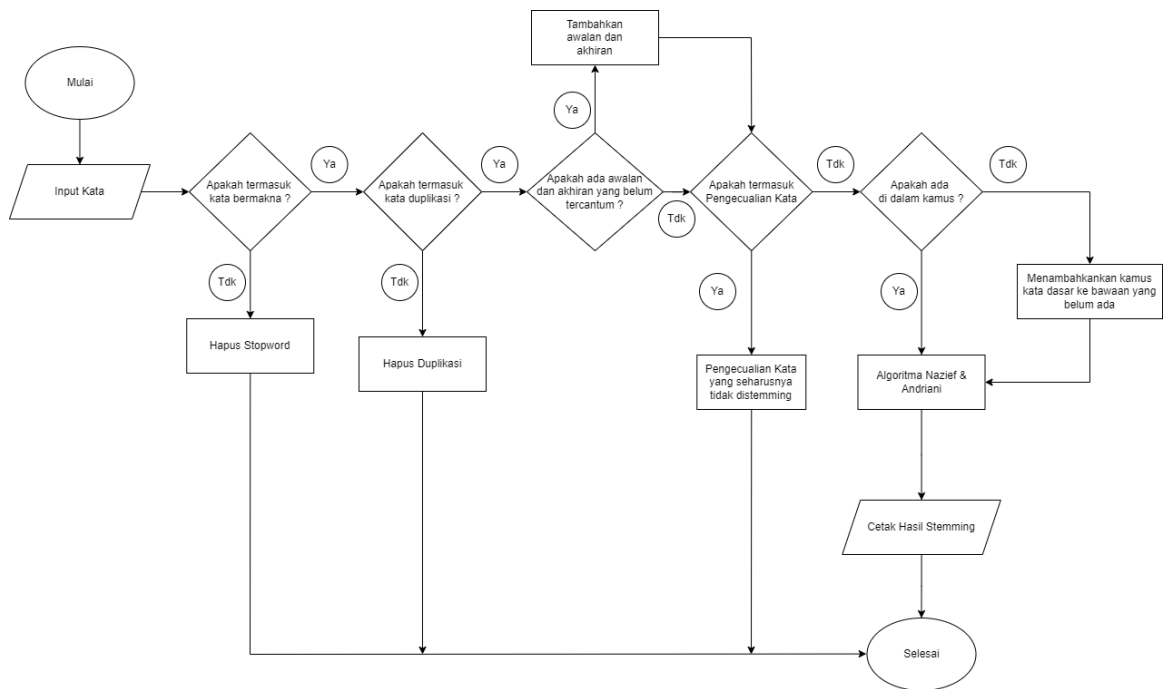 Tambahkan
awalan dan
akhiran
Mulai
Ya
Input Kata
Apakah termasuk
kata bermakna ?
Ya
Apakah termasuk
kata duplikasi ?
Ya
Apakah ada awalan
dan akhiran yang belum
tercantum ?
Tdk
Apakah termasuk
Pengecualian Kata
Tdk
Apakah ada
di dalam kamus ?
Tdk
Tdk
Tdk
Ya
Ya
Menambahkankan kamus
kata dasar ke bawaan yang
belum ada
Hapus Stopword
Hapus Duplikasi
Pengecualian Kata
yang seharusnya
tidak distemming
Algoritma Nazief &
Andriani
Cetak Hasil Stemming
Selesai